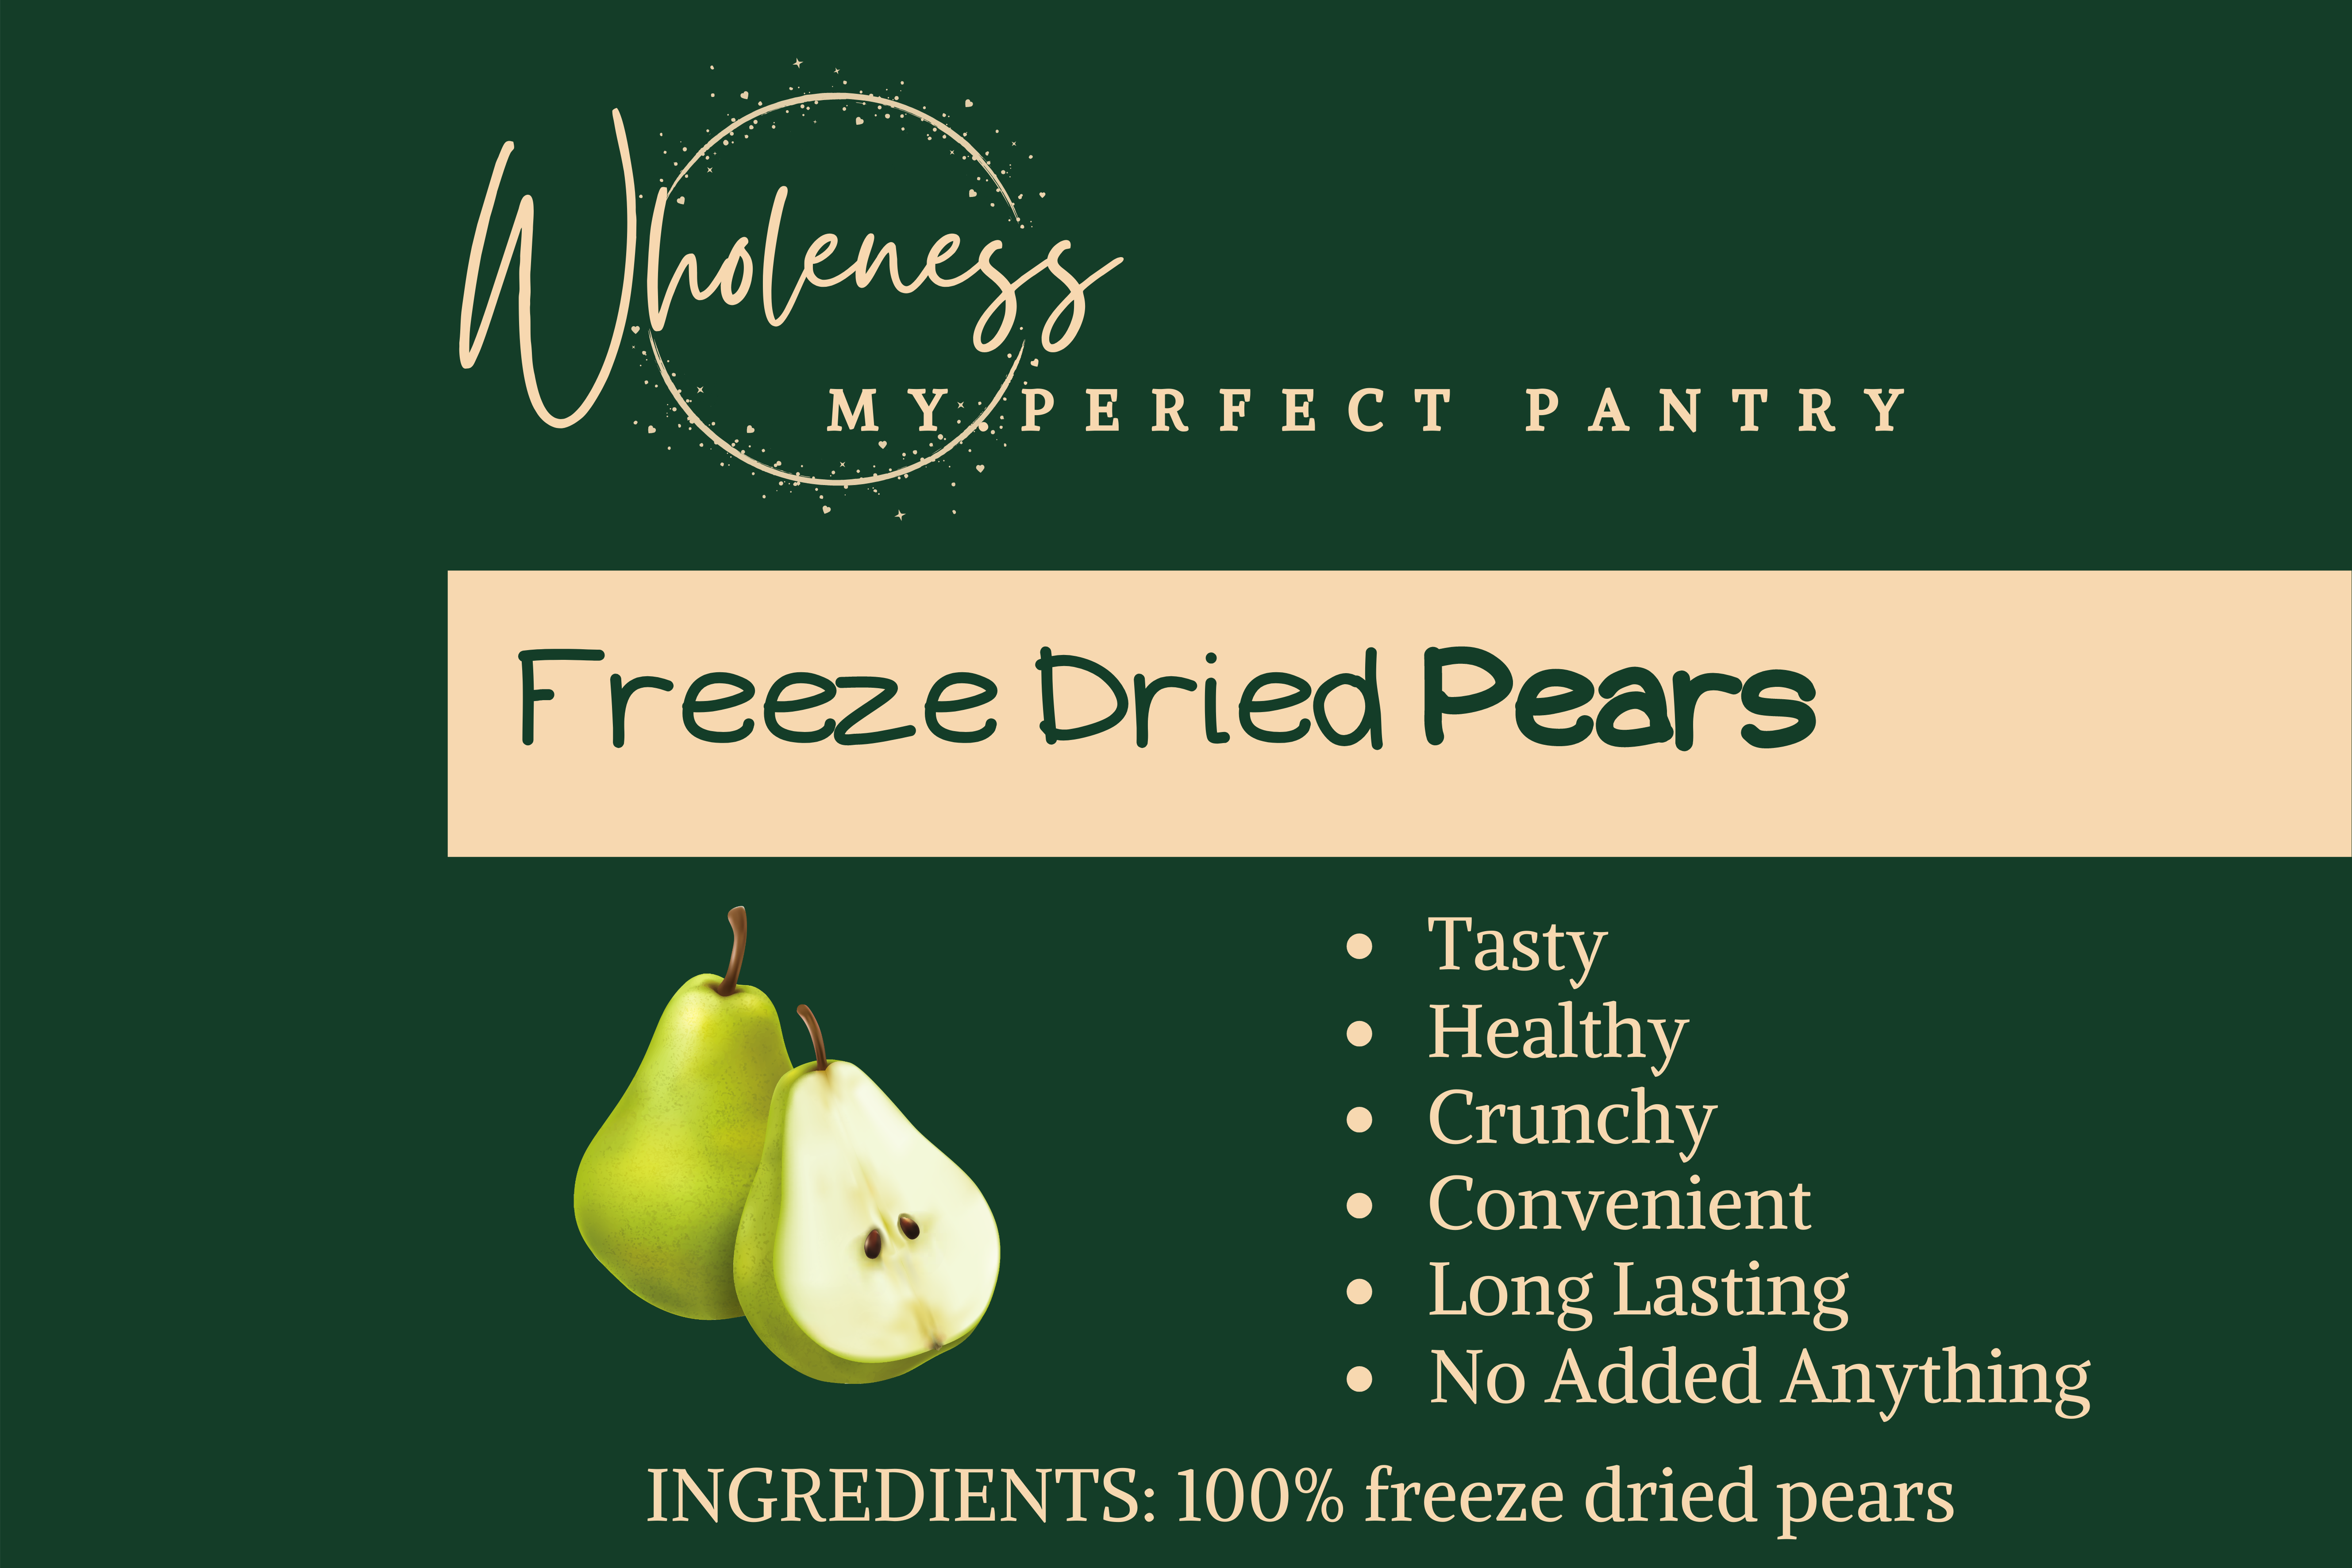 Wholeness
MY PERFECT PANTRY
Freeze Dried Pears
• Tasty
• Healthy
• Crunchy
• Convenient
• Long Lasting
• No Added Anything
INGREDIENTS: 100% freeze dried pears